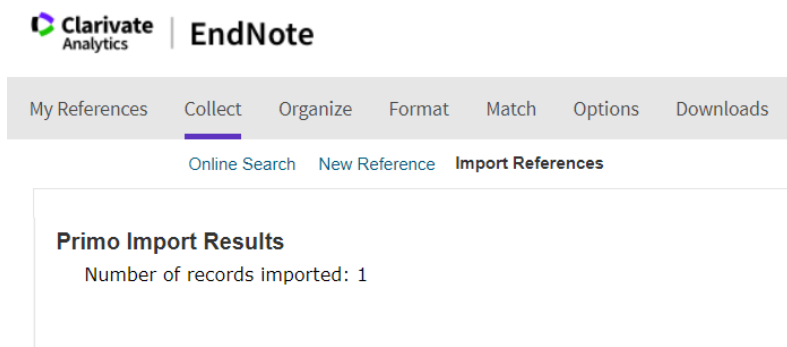 Clarivate
Analytics
EndNote
My References Collect Organize Format Match Options Downloads
Online Search New Reference Import References
Primo Import Results
Number of records imported: 1